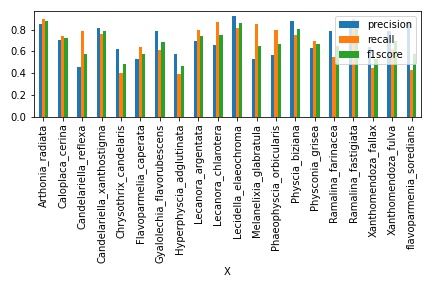 0.8
0.6
0.4
0.2
0.0
precision
recall
f1score
Arthonia_radiata
Caloplaca_cerina
Candelariella_reflexa
Candelariella_xanthostigma
Chrysothrix_candelaris
Flavoparmelia_caperata
Gyalolechia_flavorubescens
Hyperphyscia_adglutinata
Lecanora_argentata
Lecanora_chlarotera
Lecidella_elaeochroma
Melanelixia_glabratula
Phaeophyscia_orbicularis
Physcia_biziana
Physconia_grisea
Ramalina_farinacea
Ramalina_fastigiata
Xanthomendoza_fallax
Xanthomendoza_fulva
flavoparmenia_soredians
X